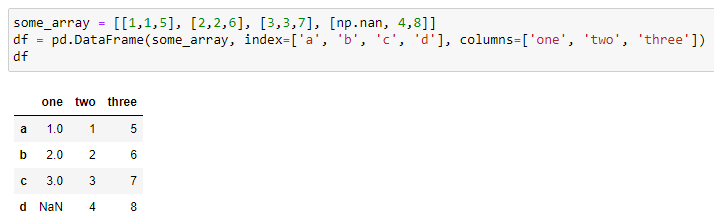 some_array = [[1,1,5], [2,2,6], [3,3,7], [np.nan, 4,8]]
df = pd.DataFrame(some_array, index=['a', 'b', 'c', 'd'], columns=['one', 'two', 'three'])
df
one two three
a 1.0 1 5
b 2.0 2 6
c 3.0 3 7
d NaN 4 8